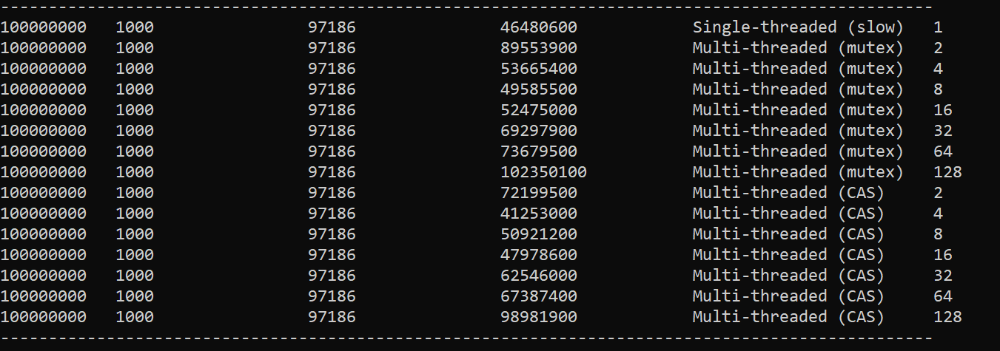 -------------------------------------------------------------------------------------------------
100000000   1000                97186               46480600            Single-threaded (slow)   1
100000000   1000                97186               89553900            Multi-threaded (mutex)   2
100000000   1000                97186               53665400            Multi-threaded (mutex)   4
100000000   1000                97186               49585500            Multi-threaded (mutex)   8
100000000   1000                97186               52475000            Multi-threaded (mutex)   16
100000000   1000                97186               69297900            Multi-threaded (mutex)   32
100000000   1000                97186               73679500            Multi-threaded (mutex)   64
100000000   1000                97186               102350100           Multi-threaded (mutex)   128
100000000   1000                97186               72199500            Multi-threaded (CAS)     2
100000000   1000                97186               41253000            Multi-threaded (CAS)     4
100000000   1000                97186               50921200            Multi-threaded (CAS)     8
100000000   1000                97186               47978600            Multi-threaded (CAS)     16
100000000   1000                97186               62546000            Multi-threaded (CAS)     32
100000000   1000                97186               67387400            Multi-threaded (CAS)     64
100000000   1000                97186               98981900            Multi-threaded (CAS)     128
-------------------------------------------------------------------------------------------------